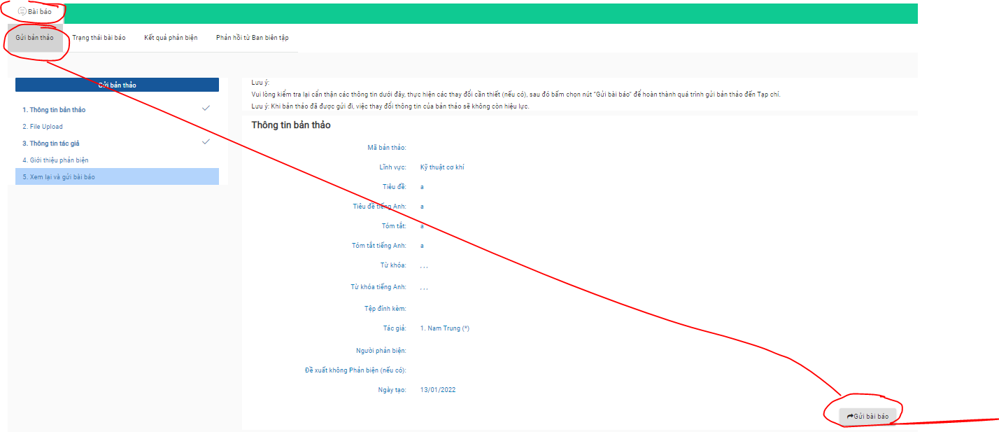 Bài báo
Gửi bản thảo Trạng thái bài báo Kết quả phản biện Phản hồi từ Ban biên tập
Gửi bản thảo
1. Thông tin bản thảo
2. File Upload
3. Thông tin tác giả
4. Giới thiệu phản biện
5. Xem lại và gửi bài báo
Lưu ý:
Vui lòng kiểm tra lại cẩn thận các thông tin dưới đây, thực hiện các thay đổi cần thiết (nếu có), sau đó bấm chọn nút "Gửi bài báo" để hoàn thành quá trình gửi bản thảo đến Tạp chí.
Lưu ý: Khi bản thảo đã được gửi đi, việc thay đổi thông tin của bản thảo sẽ không còn hiệu lực.
Thông tin bản thảo
Mã bản thảo:
Lĩnh vực: Kỹ thuật cơ khí
Tiêu đề: a
Tiêu đề tiếng Anh: a
Tóm tắt: a
Tóm tắt tiếng Anh: a
Từ khóa: , , ,
Từ khóa tiếng Anh: , , ,
Tệp đính kèm:
Tác giả: 1. Nam Trung (*)
Người phản biện:
Đề xuất không Phản biện (nếu có):
Ngày tạo: 13/01/2022
Gửi bài báo